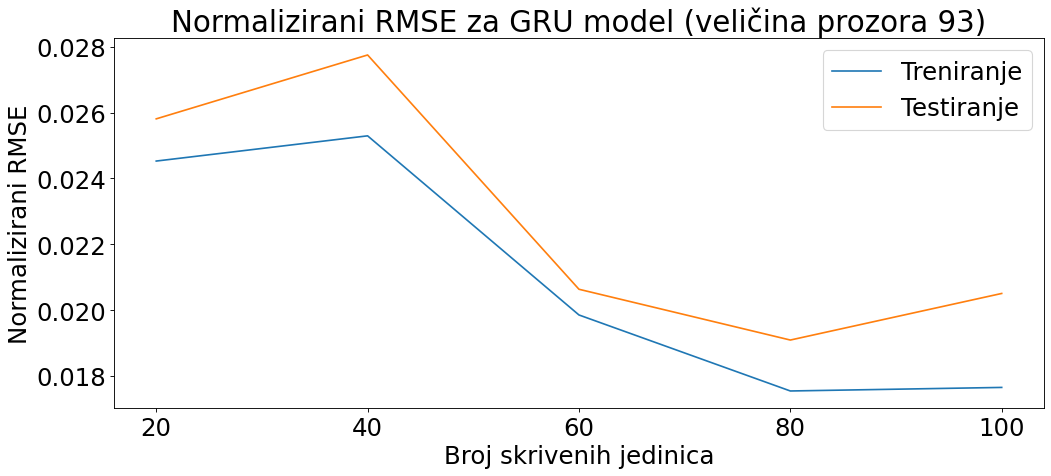 Normalizirani RMSE za GRU model (veličina prozora 93)
Treniranje
Testiranje
Normalizirani RMSE
0.028
0.026
0.024
0.022
0.020
0.018
20 40 60 80 100
Broj skrivenih jedinica